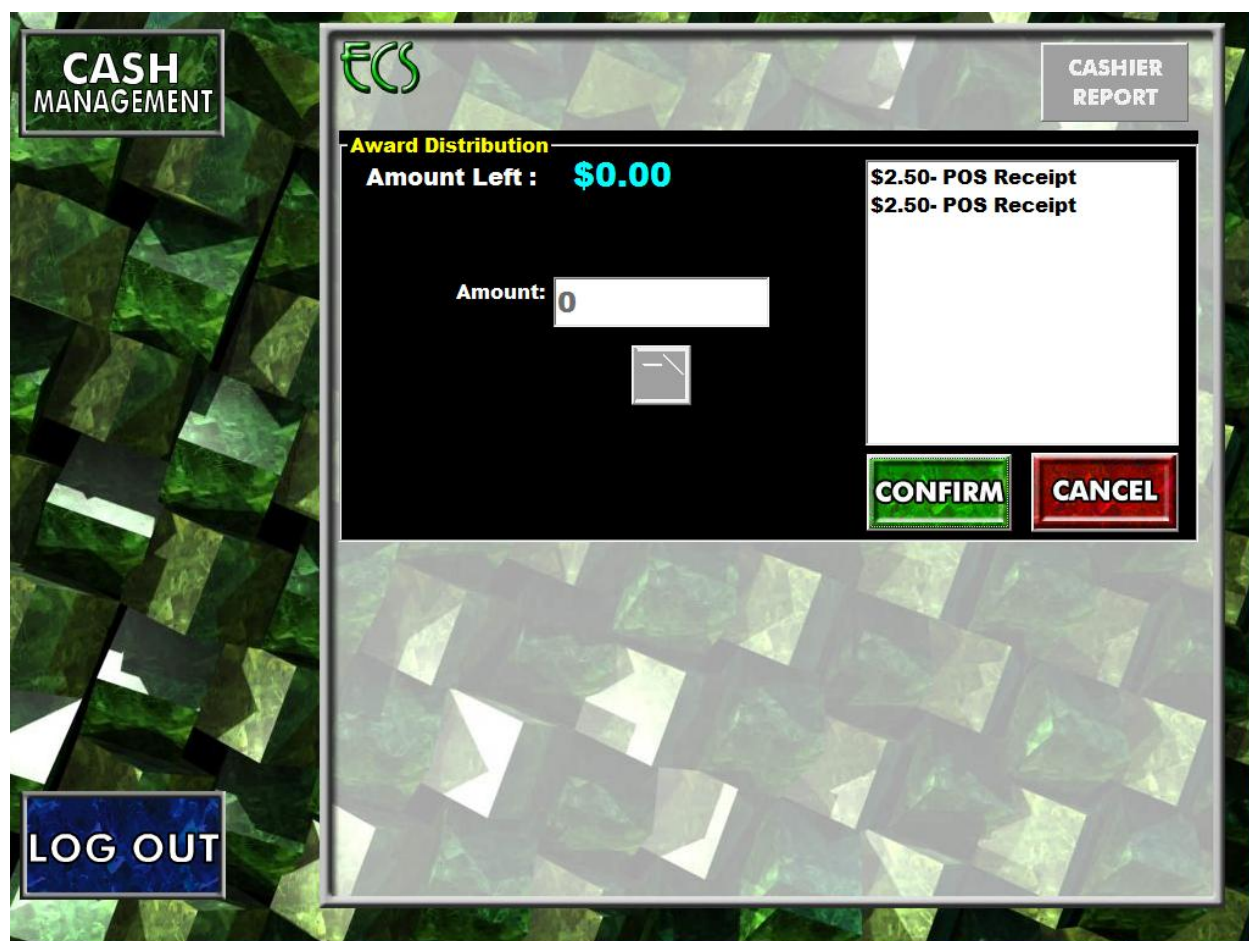 CASH
MANAGEMENT
ECS
CASHIER
REPORT
Award Distribution
Amount Left : $0.00
$2.50- POS Receipt
$2.50- POS Receipt
Amount: 0
CONFIRM
CANCEL
LOG OUT